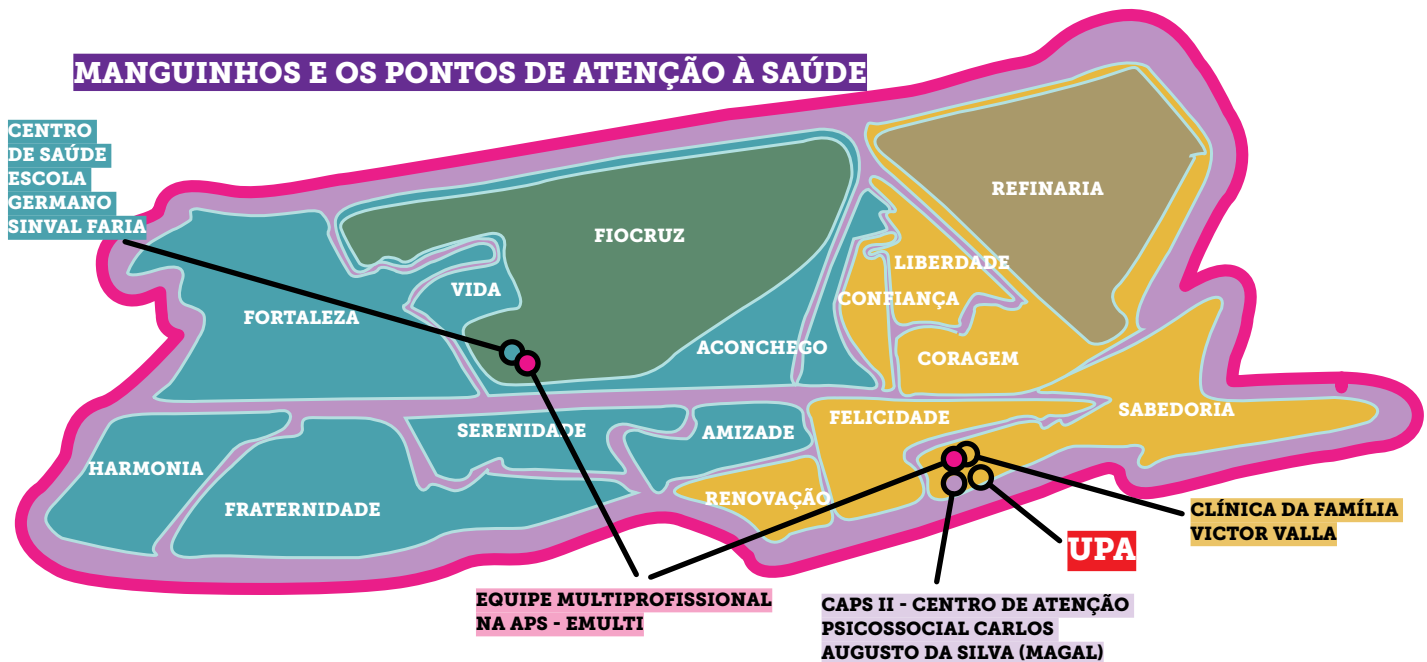 MANGUINHOS E OS PONTOS DE ATENÇÃO À SAÚDE
CENTRO
DE SAÚDE
ESCOLA
GERMANO
SINVAL FARIA
REFINARIA
FIOCRUZ
LIBERDADE
VIDA
CONFIANÇA
FORTALEZA
ACONCHEGO
CORAGEM
SABEDORIA
FELICIDADE
SERENIDADE
AMIZADE
HARMONIA
RENOVAÇÃO
FRATERNIDADE
CLÍNICA DA FAMÍLIA
VICTOR VALLA
UPA
EQUIPE MULTIPROFISSIONAL
NA APS - EMULTI
CAPS II - CENTRO DE ATENÇÃO
PSICOSSOCIAL CARLOS
AUGUSTO DA SILVA (MAGAL)